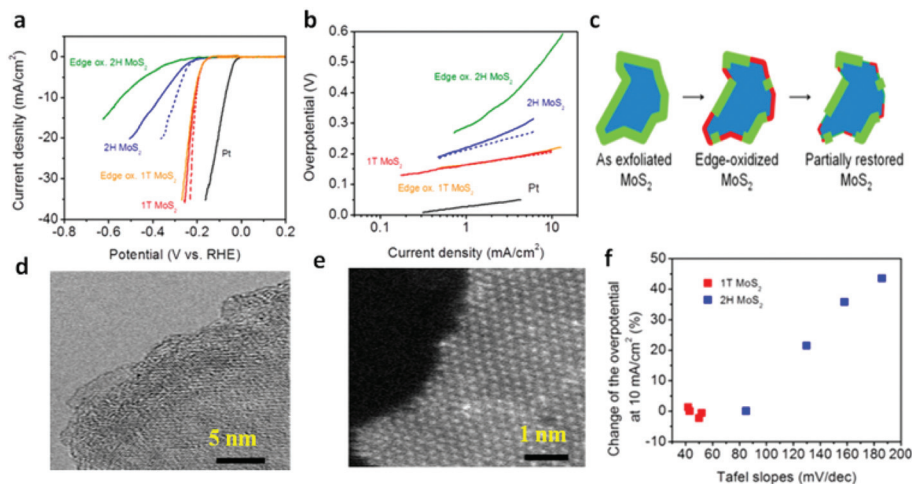 a
Current density (mA/cm²)
0
-10
-20
-30
-40
Edge ox. 2H MoS₂
2H MoS₂
Edge ox. 1T MoS₂
1T MoS₂
Pt
-0.8 -0.6 -0.4 -0.2 0.0 0.2
Potential (V vs. RHE)
b
Overpotential (V)
0.6
0.5
0.4
0.3
0.2
0.1
0.0
Edge ox. 2H MoS₂
2H MoS₂
1T MoS₂
Edge ox. 1T MoS₂
Pt
0.1 1 10
Current density (mA/cm²)
c
As exfoliated
MoS₂
Edge-oxidized
MoS₂
Partially restored
MoS₂
d
5 nm
e
1 nm
f
Change of the overpotential
at 10 mA/cm² (%)
50
40
30
20
10
0
-10
1T MoS₂
2H MoS₂
40 60 80 100 120 140 160 180 200
Tafel slopes (mV/dec)